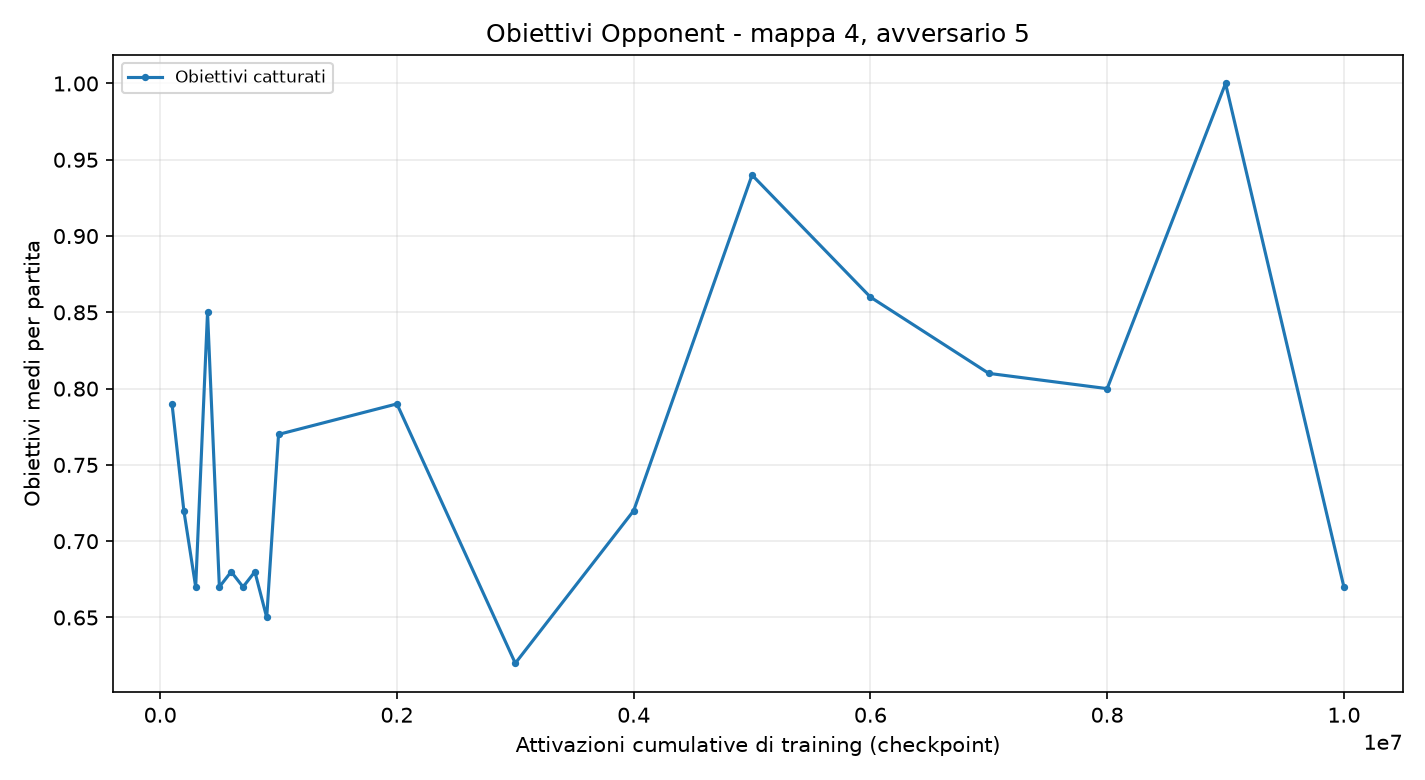 Obiettivi Opponent - mappa 4, avversario 5
Obiettivi catturati
Obiettivi medi per partita
1.00
0.95
0.90
0.85
0.80
0.75
0.70
0.65
0.0 0.2 0.4 0.6 0.8 1.0
1e7
Attivazioni cumulative di training (checkpoint)